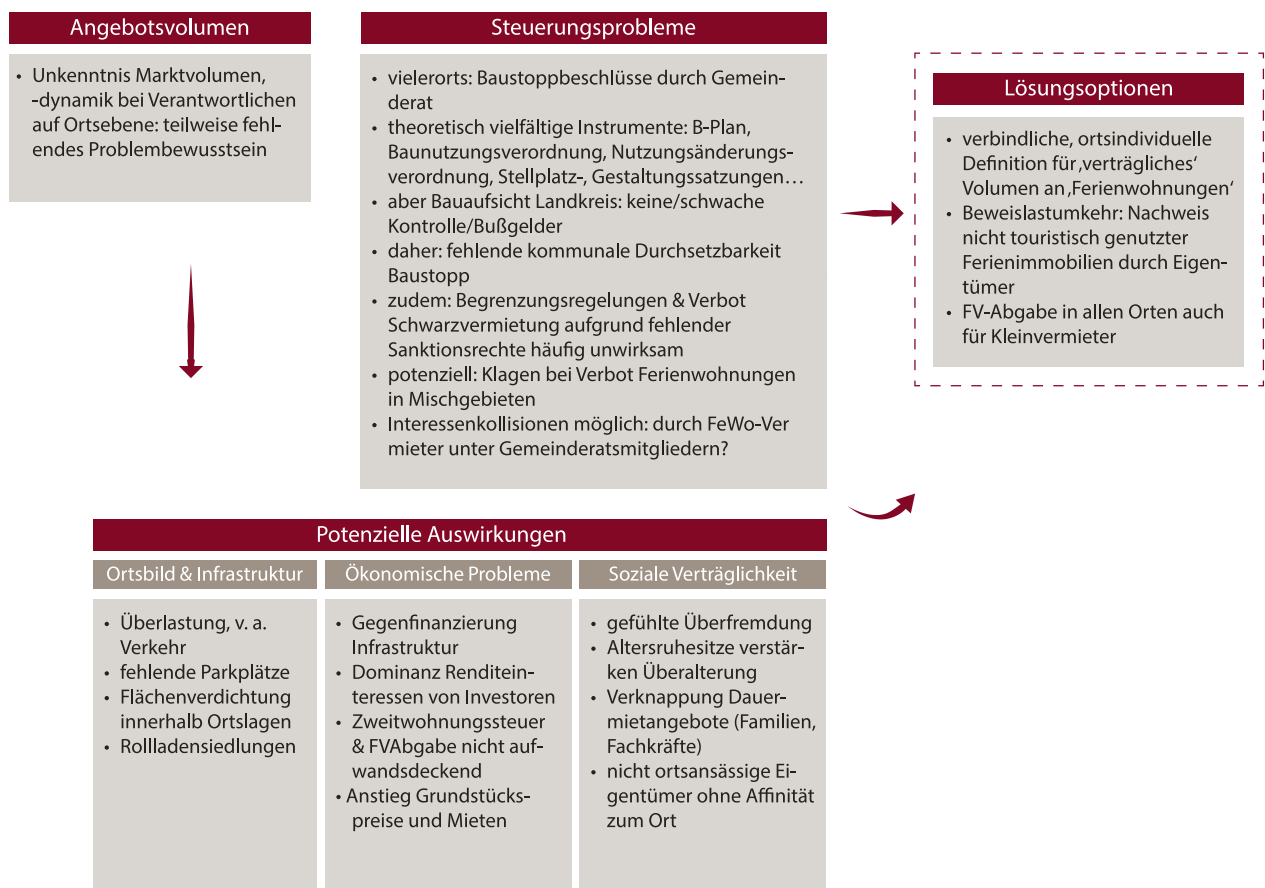 Angebotsvolumen
• Unkenntnis Marktvolumen,
-dynamik bei Verantwortlichen
auf Ortsebene: teilweise fehl-
endes Problembewusstsein
Steuerungsprobleme
• vielerorts: Baustoppbeschlüsse durch Gemein-
derat
• theoretisch vielfältige Instrumente: B-Plan,
Baunutzungsverordnung, Nutzungsänderungs-
verordnung, Stellplatz-, Gestaltungssatzungen…
• aber Bauaufsicht Landkreis: keine/schwache
Kontrolle/Bußgelder
• daher: fehlende kommunale Durchsetzbarkeit
Baustopp
• zudem: Begrenzungsregelungen & Verbot
Schwarzvermietung aufgrund fehlender
Sanktionsrechte häufig unwirksam
• potenziell: Klagen bei Verbot Ferienwohnungen
in Mischgebieten
• Interessenkollisionen möglich: durch FeWo-Ver
mieter unter Gemeinderatsmitgliedern?
Lösungsoptionen
• verbindliche, ortsindividuelle
Definition für ‚verträgliches‘
Volumen an ‚Ferienwohnungen‘
• Beweislastumkehr: Nachweis
nicht touristisch genutzter
Ferienimmobilien durch Eigen-
tümer
• FV-Abgabe in allen Orten auch
für Kleinvermieter
Potenzielle Auswirkungen
Ortsbild & Infrastruktur
• Überlastung, v. a.
Verkehr
• fehlende Parkplätze
• Flächenverdichtung
innerhalb Ortslagen
• Rollladensiedlungen
Ökonomische Probleme
• Gegenfinanzierung
Infrastruktur
• Dominanz Renditein-
teressen von Investoren
• Zweitwohnungssteuer
& FVAbgabe nicht auf-
wandsdeckend
• Anstieg Grundstücks-
preise und Mieten
Soziale Verträglichkeit
• gefühlte Überfremdung
• Altersruhesitze verstär-
ken Überalterung
• Verknappung Dauer-
mietangebote (Familien,
Fachkräfte)
• nicht ortsansässige Ei-
gentümer ohne Affinität
zum Ort